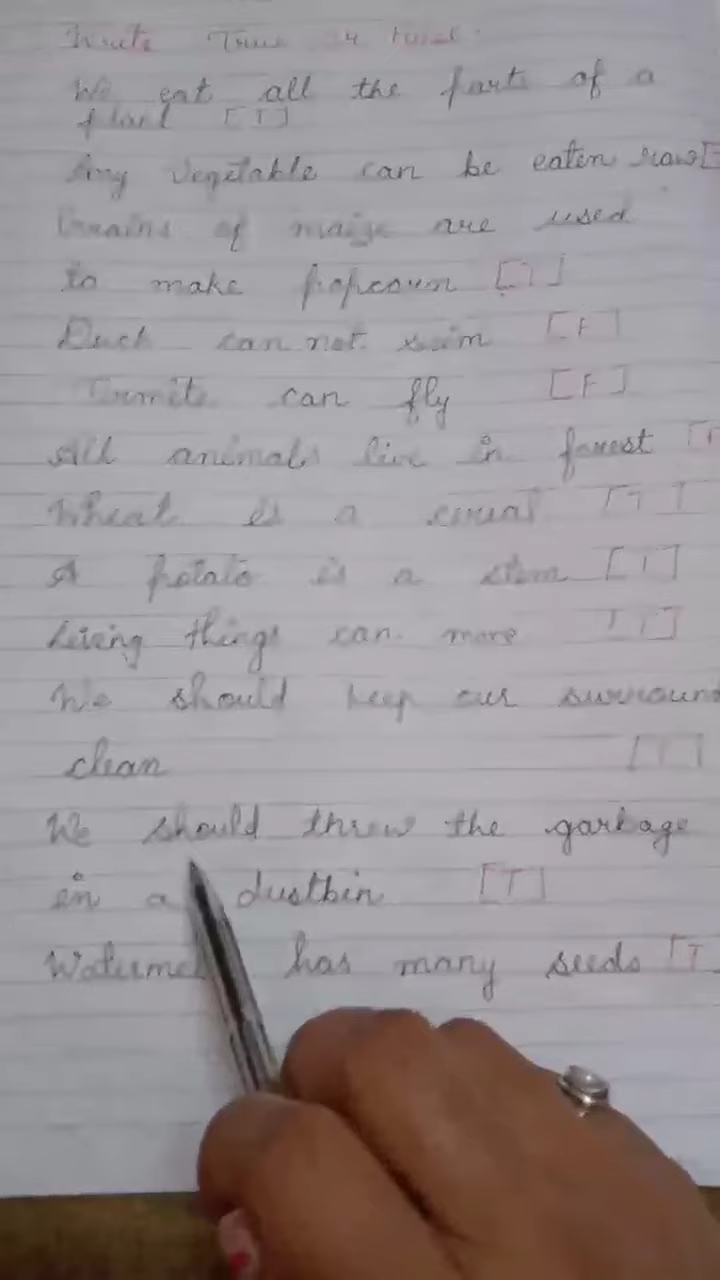 Write True or False:
We eat all the parts of a
plant [T]
Any vegetable can be eaten raw [
Grains of maize are used
to make popcorn [T]
Duck can not swim [F]
Termite can fly [F]
All animals live in forest [
Wheat is a cereal [T]
A potato is a stem [T]
Living things can move [T]
We should keep our surround
clean [T]
We should threw the garbage
in a dustbin [T]
has many seeds [T